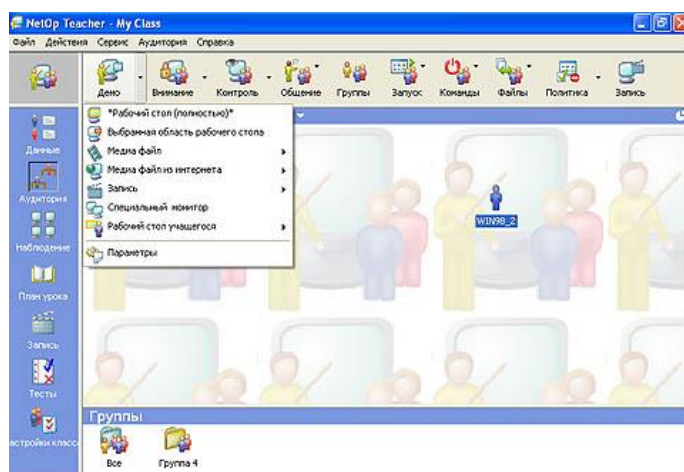 NetOp Teacher - My Class
Файл Действия Сервис Аудитория Справка
Демо Внимание Контроль Общение Группы Запуск Команды Файлы Политика Запись
*Рабочий стол (полностью)*
Выбранная область рабочего стола
Медиа файл
Медиа файл из интернета
Запись
Специальный монитор
Рабочий стол учащегося
Параметры
Данные
Аудитория
Наблюдение
План урока
Запись
Тесты
астройки класс
WIN98_2
Группы
Все Группа 4